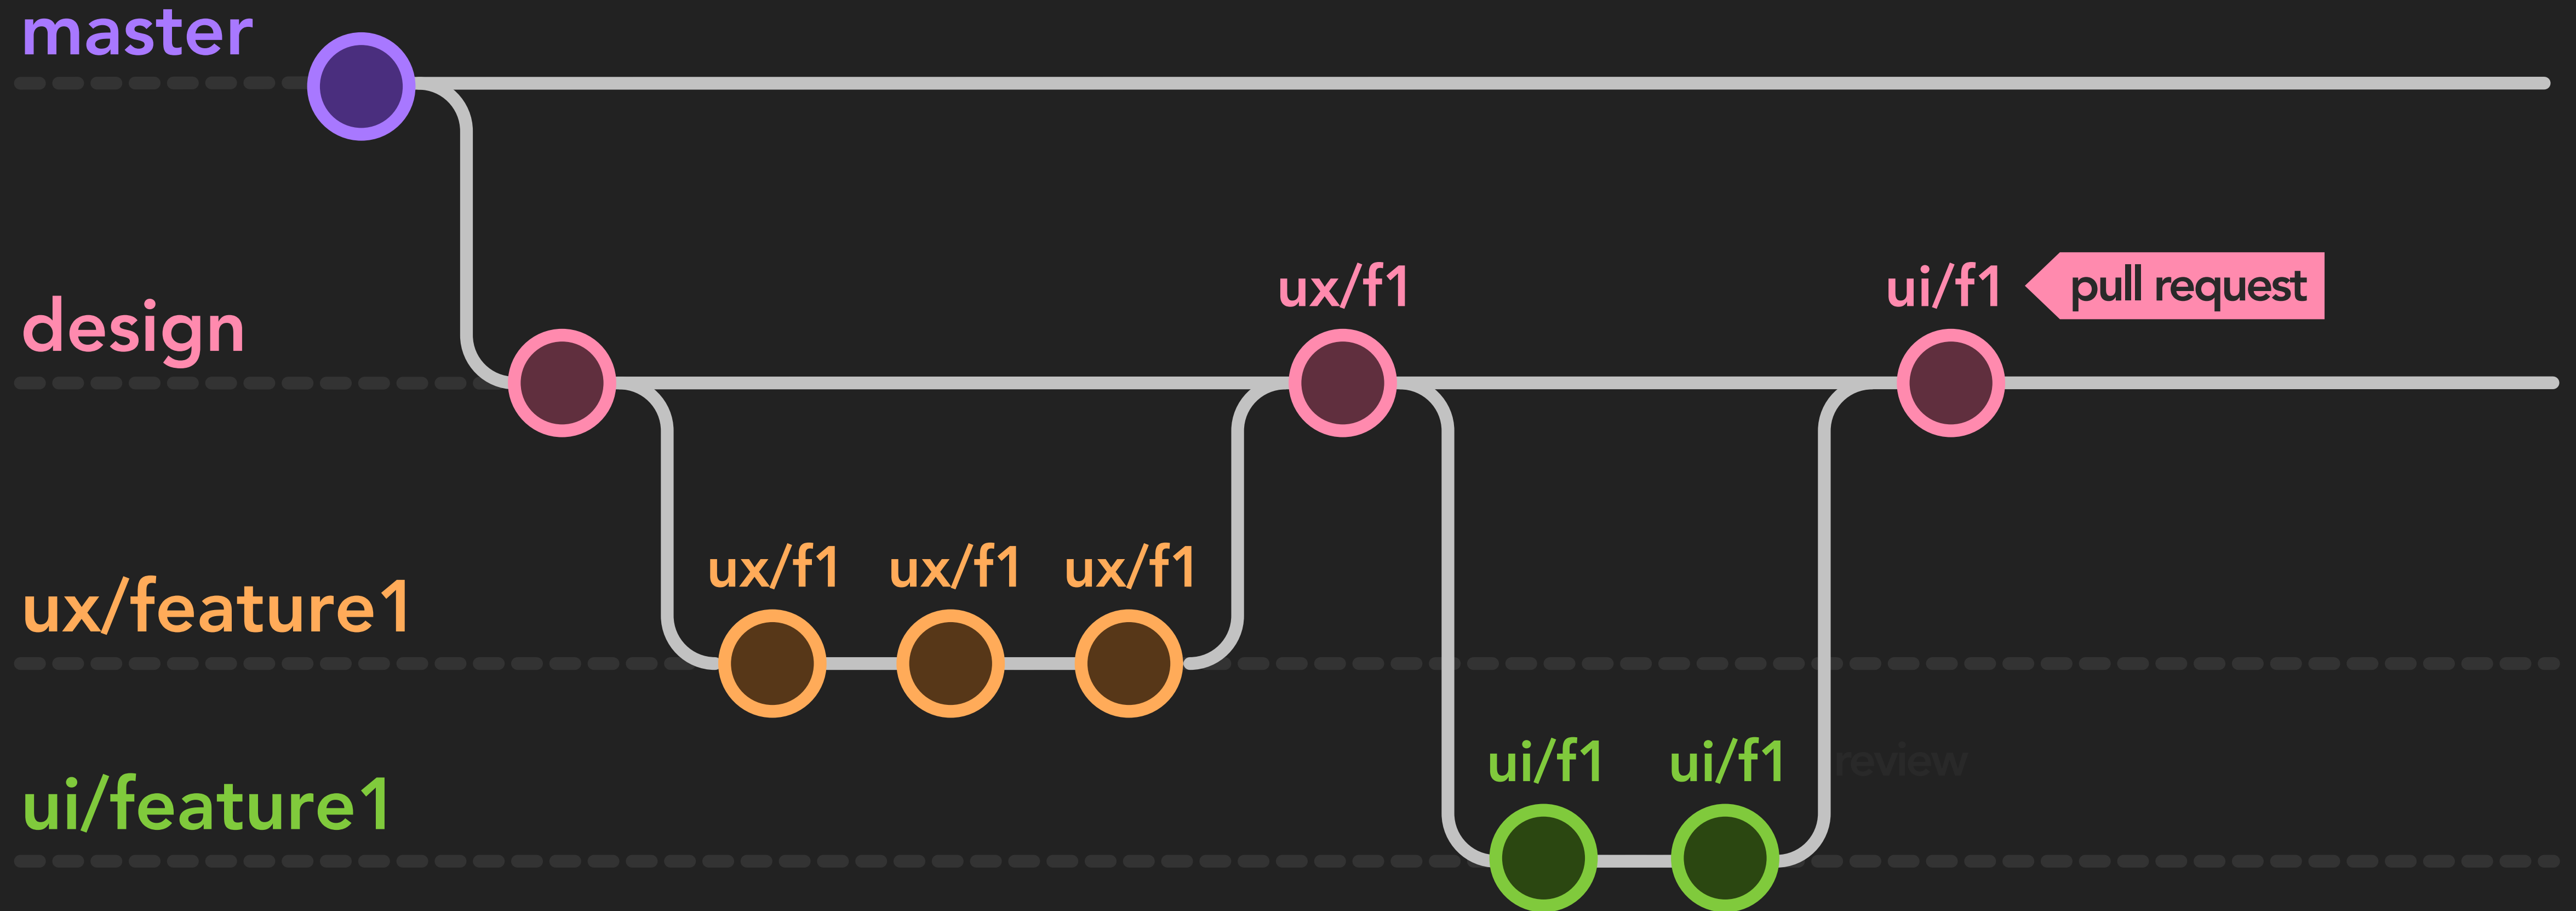 master
design
ux/f1
ui/f1
pull request
ux/feature1
ux/f1
ux/f1
ux/f1
ui/feature1
ui/f1
ui/f1
review